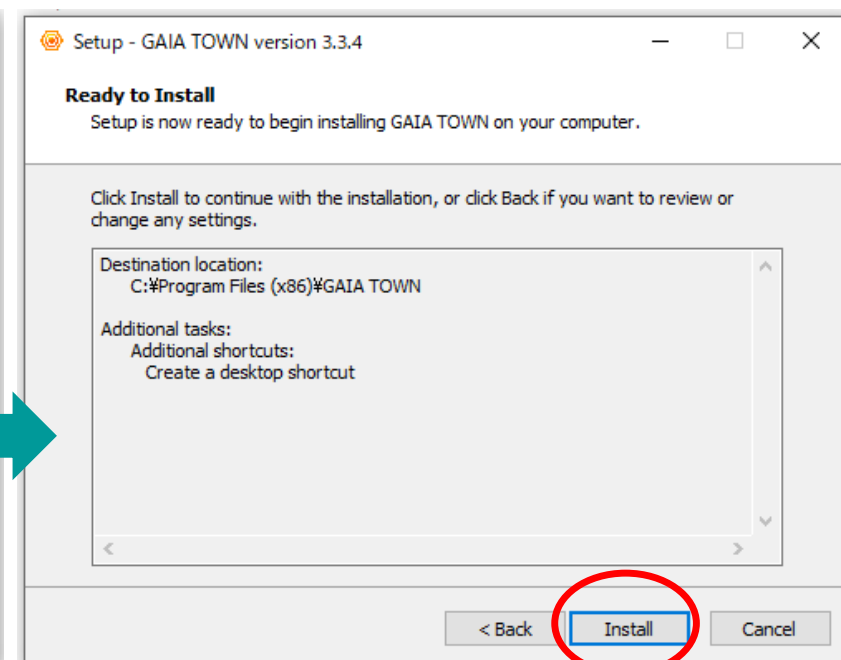 Setup - GAIA TOWN version 3.3.4
Ready to Install
Setup is now ready to begin installing GAIA TOWN on your computer.
Click Install to continue with the installation, or click Back if you want to review or
change any settings.
Destination location:
C:¥Program Files (x86)¥GAIA TOWN
Additional tasks:
Additional shortcuts:
Create a desktop shortcut
< Back
Install
Cancel